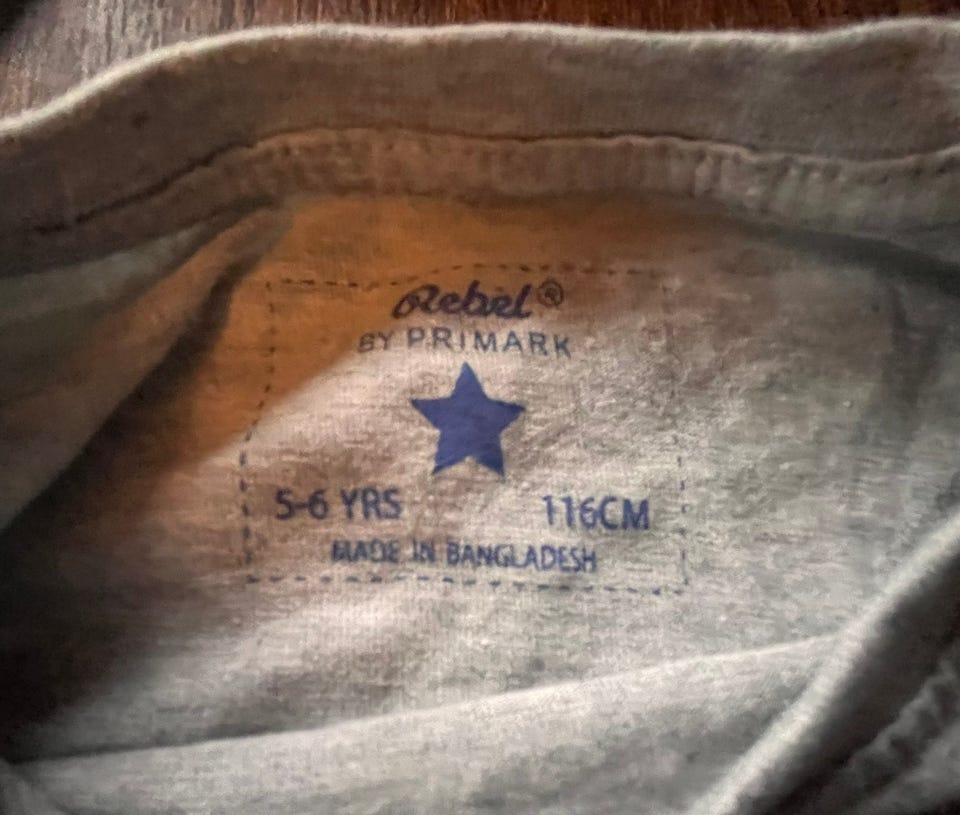 Rebel®
BY PRIMARK
5-6 YRS 116CM
MADE IN BANGLADESH